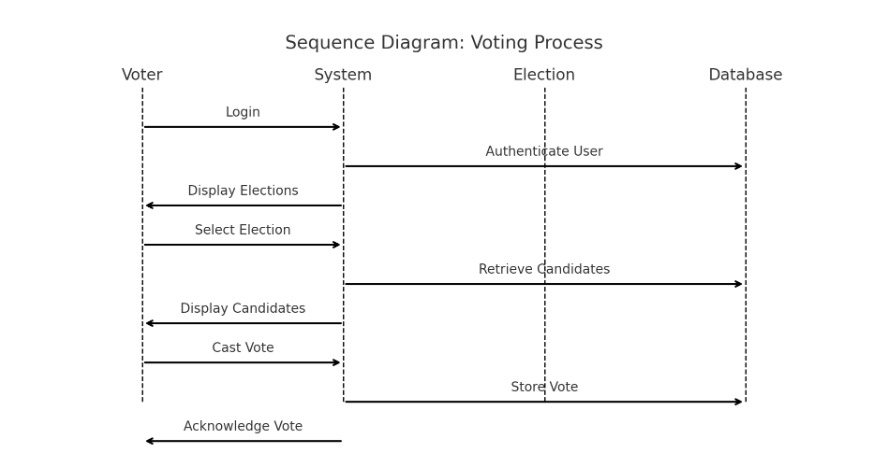 Sequence Diagram: Voting Process
Voter System Election Database
Login
Authenticate User
Display Elections
Select Election
Retrieve Candidates
Display Candidates
Cast Vote
Store Vote
Acknowledge Vote